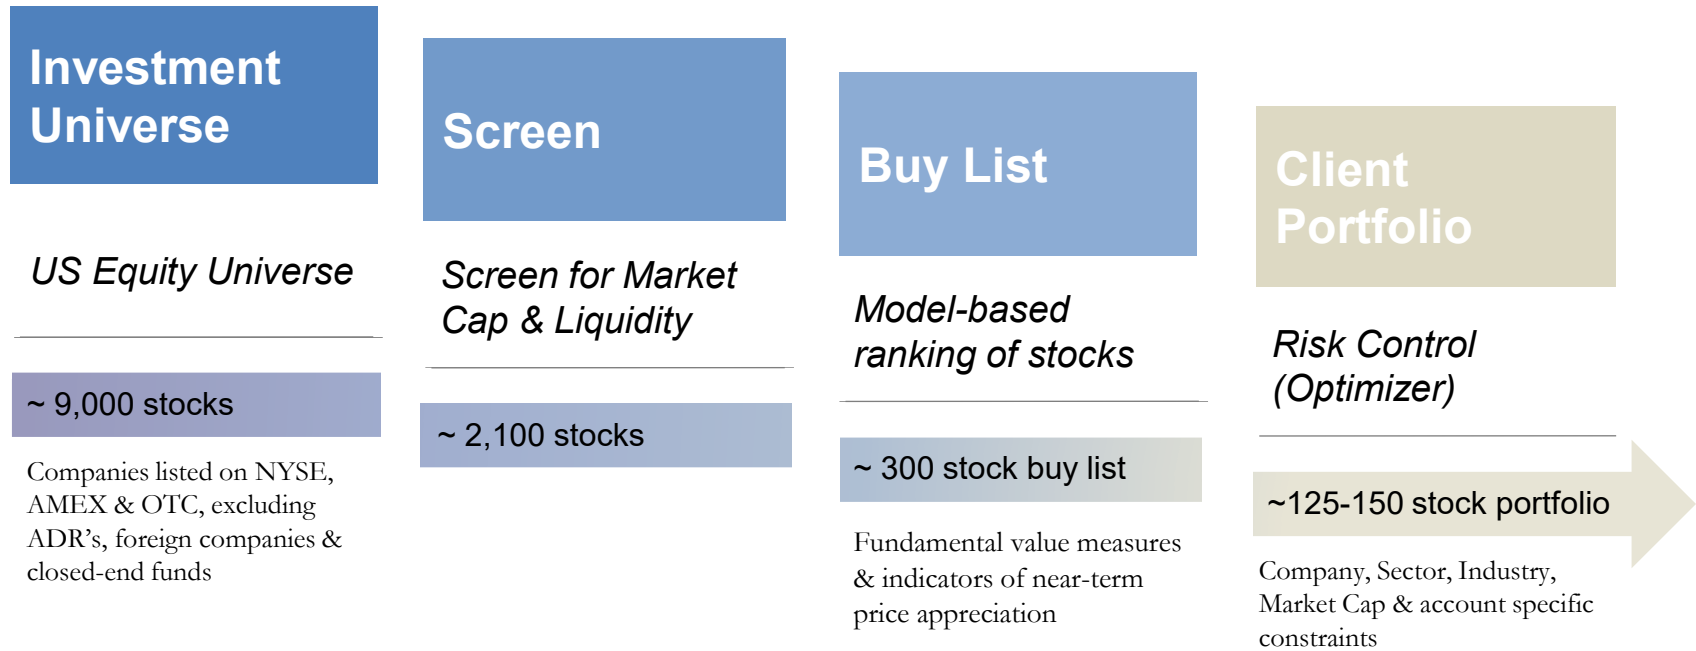 Investment
Universe
US Equity Universe
~ 9,000 stocks
Companies listed on NYSE,
AMEX & OTC, excluding
ADR’s, foreign companies &
closed-end funds
Screen
Screen for Market
Cap & Liquidity
~ 2,100 stocks
Buy List
Model-based
ranking of stocks
~ 300 stock buy list
Fundamental value measures
& indicators of near-term
price appreciation
Client
Portfolio
Risk Control
(Optimizer)
~125-150 stock portfolio
Company, Sector, Industry,
Market Cap & account specific
constraints